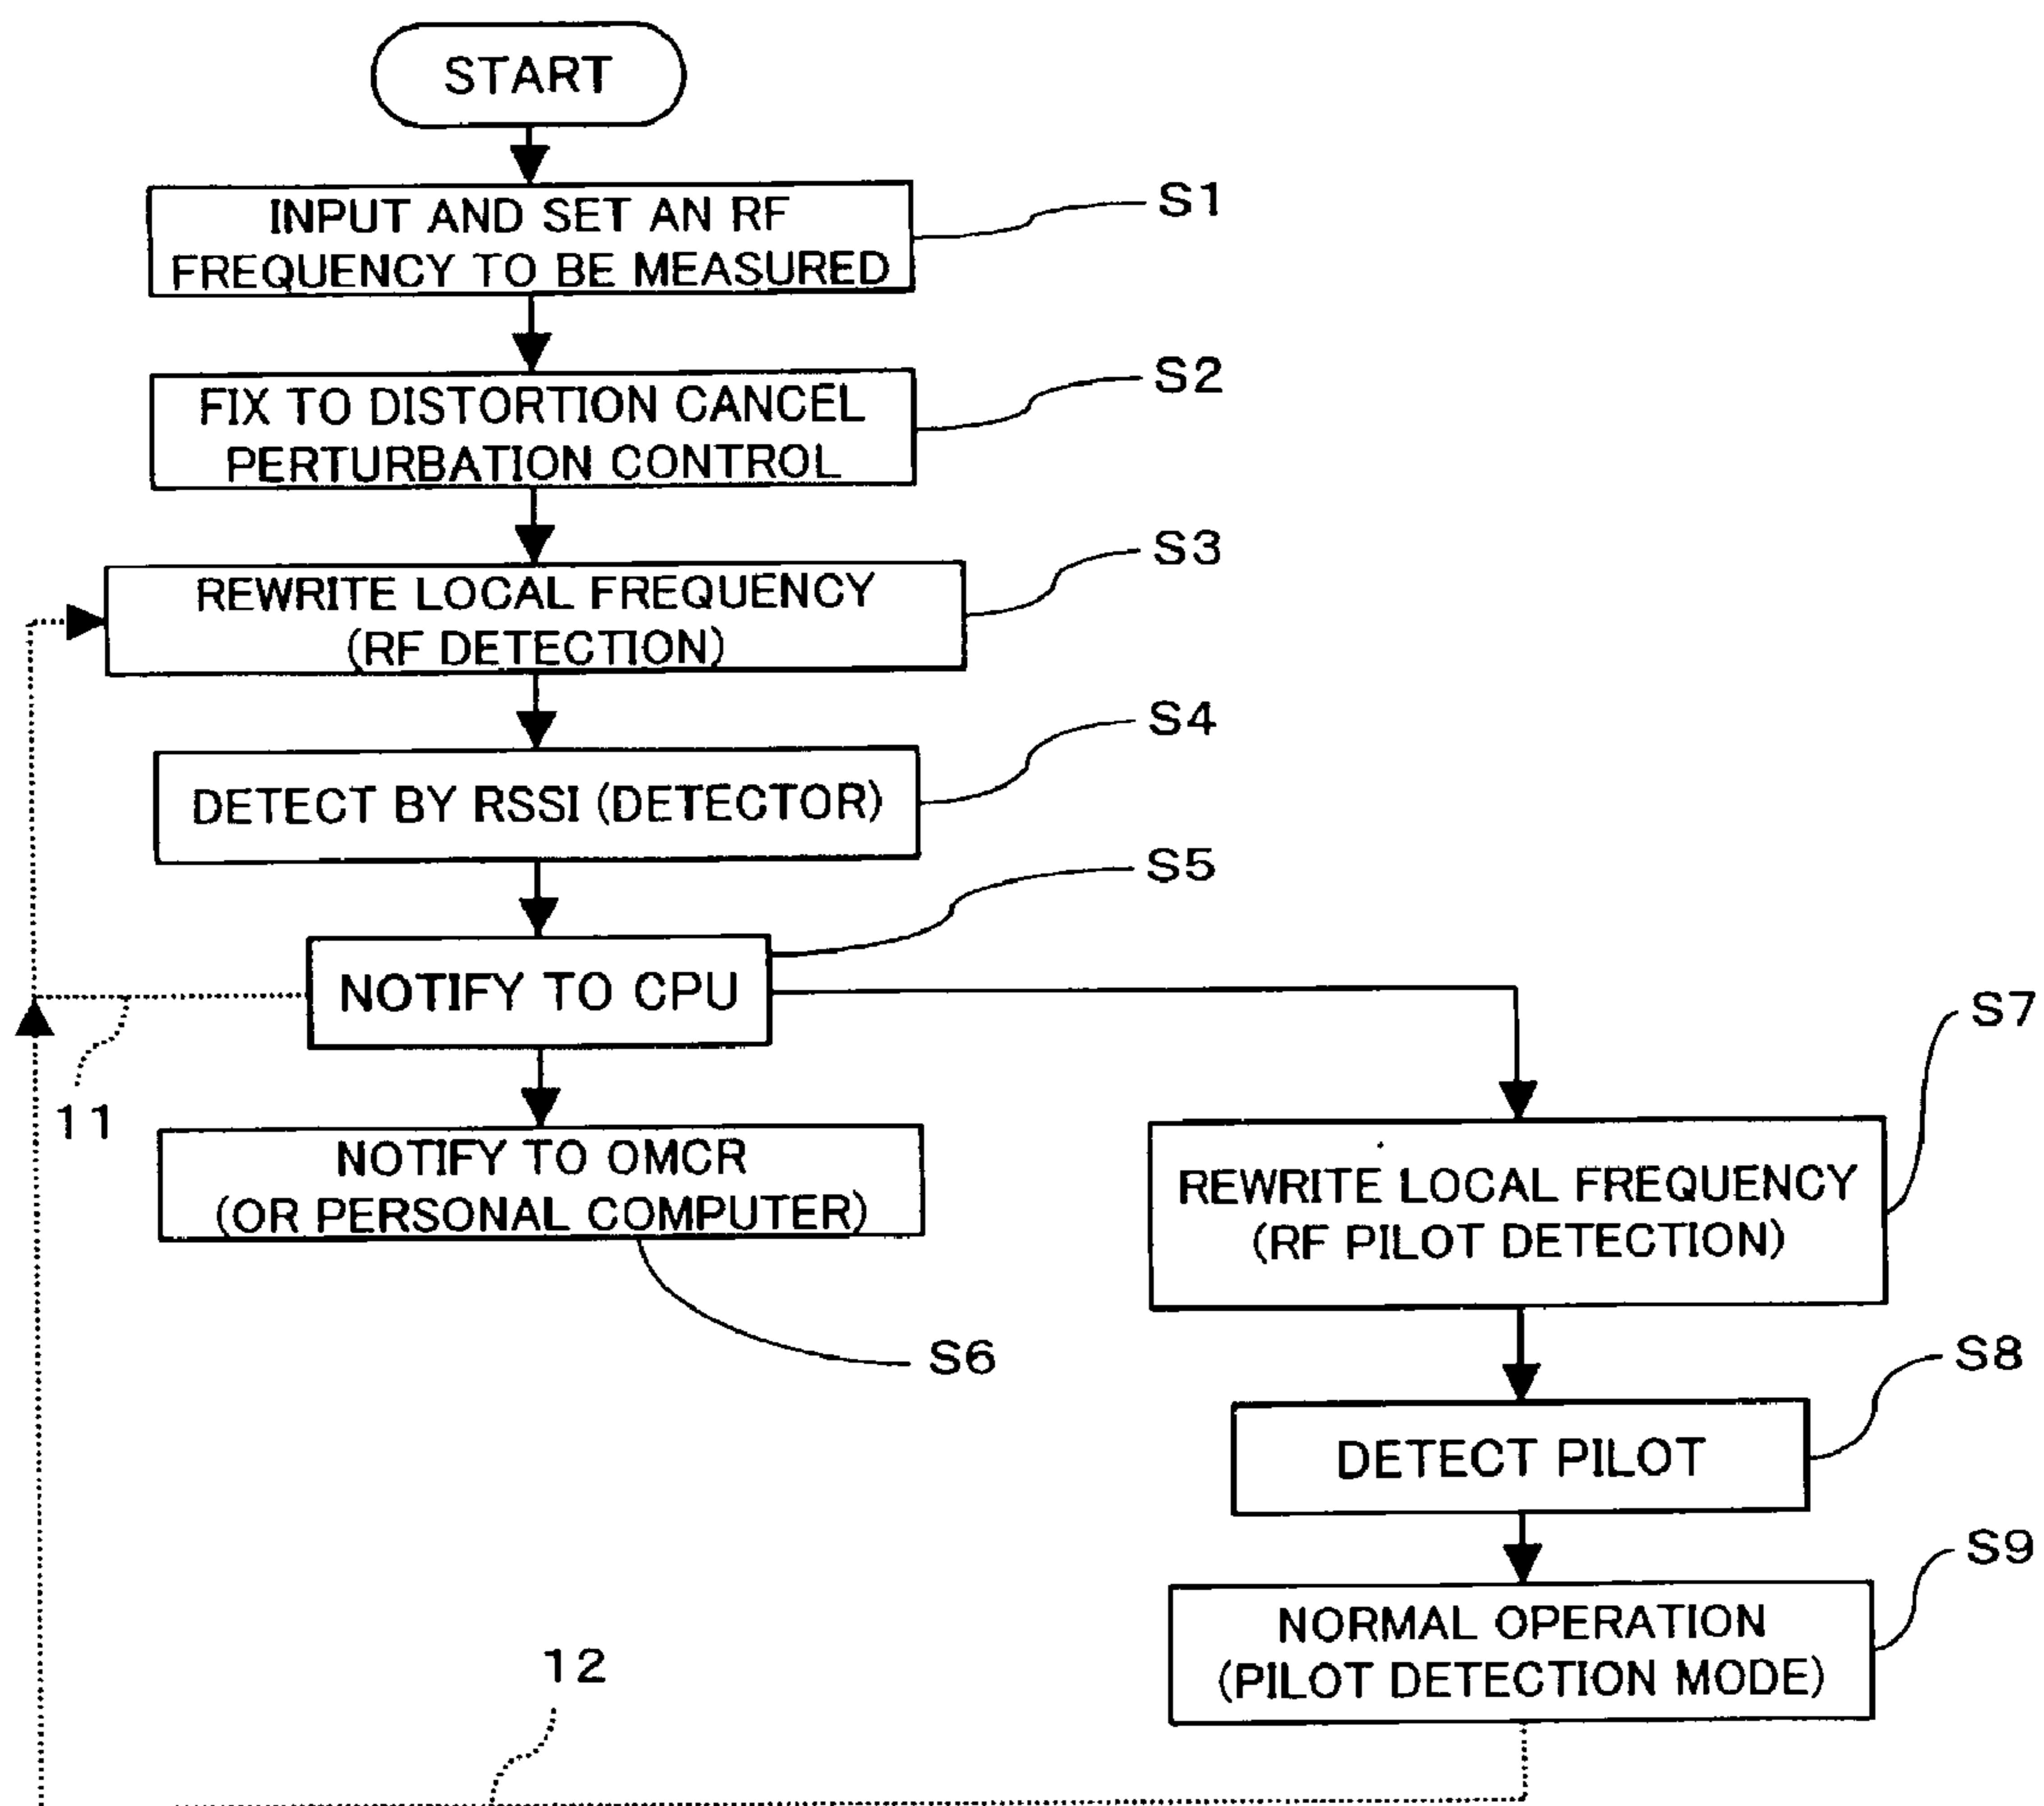 START
INPUT AND SET AN RF
FREQUENCY TO BE MEASURED
S1
FIX TO DISTORTION CANCEL
PERTURBATION CONTROL
S2
REWRITE LOCAL FREQUENCY
(RF DETECTION)
S3
DETECT BY RSSI (DETECTOR)
S4
NOTIFY TO CPU
S5
11
NOTIFY TO OMCR
(OR PERSONAL COMPUTER)
S6
REWRITE LOCAL FREQUENCY
(RF PILOT DETECTION)
S7
DETECT PILOT
S8
NORMAL OPERATION
(PILOT DETECTION MODE)
S9
12